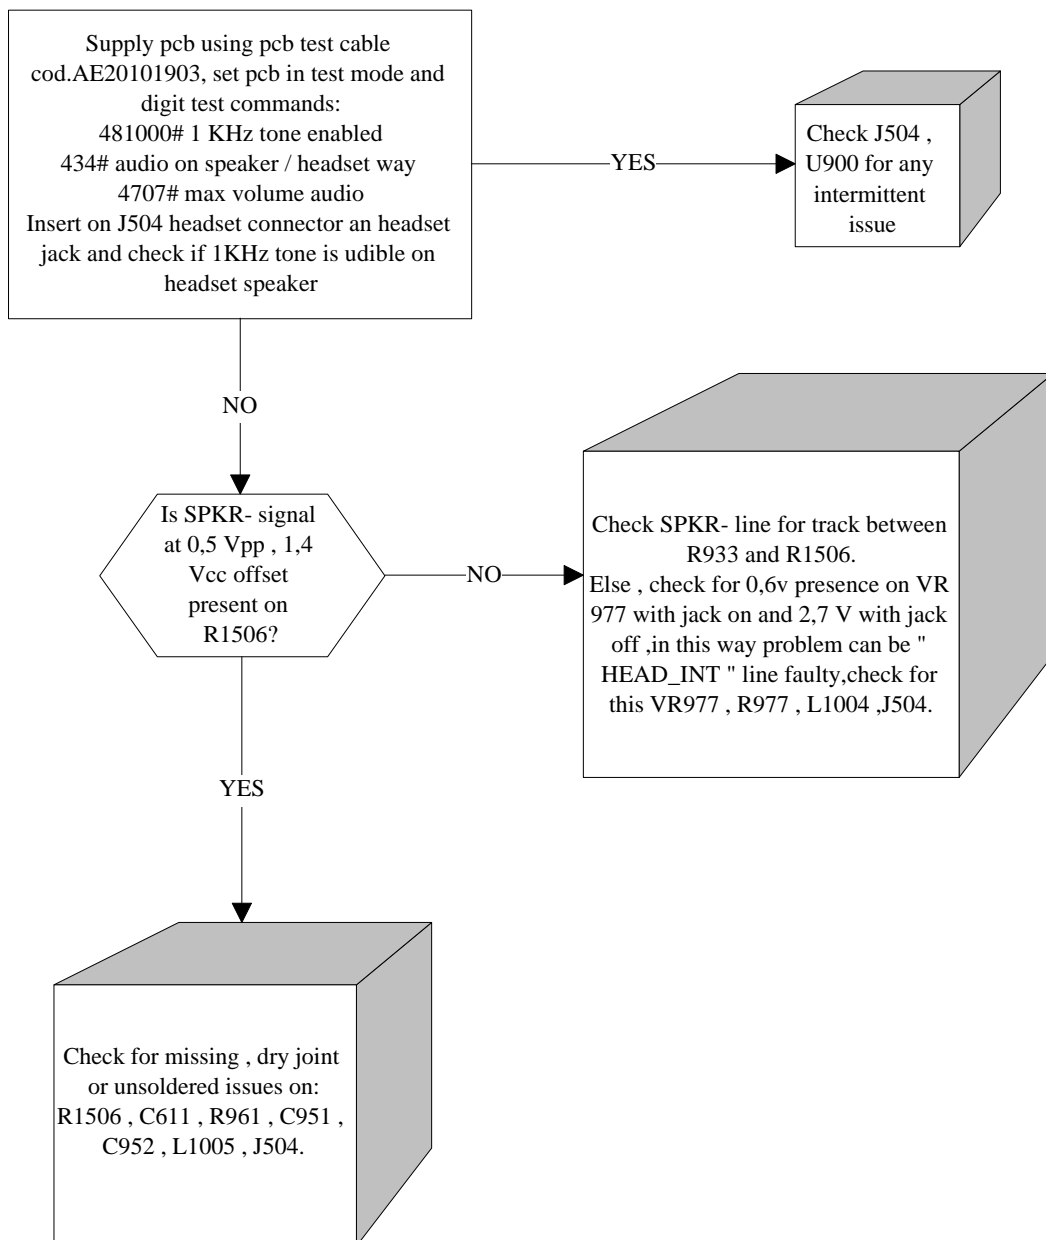 Supply pcb using pcb test cable
cod.AE20101903, set pcb in test mode and
digit test commands:
481000# 1 KHz tone enabled
434# audio on speaker / headset way
4707# max volume audio
Insert on J504 headset connector an headset
jack and check if 1KHz tone is udible on
headset speaker
YES
Check J504 ,
U900 for any
intermittent
issue
NO
Is SPKR- signal
at 0,5 Vpp , 1,4
Vcc offset
present on
R1506?
NO
Check SPKR- line for track between
R933 and R1506.
Else , check for 0,6v presence on VR
977 with jack on and 2,7 V with jack
off ,in this way problem can be "
HEAD_INT " line faulty,check for
this VR977 , R977 , L1004 ,J504.
YES
Check for missing , dry joint
or unsoldered issues on:
R1506 , C611 , R961 , C951 ,
C952 , L1005 , J504.